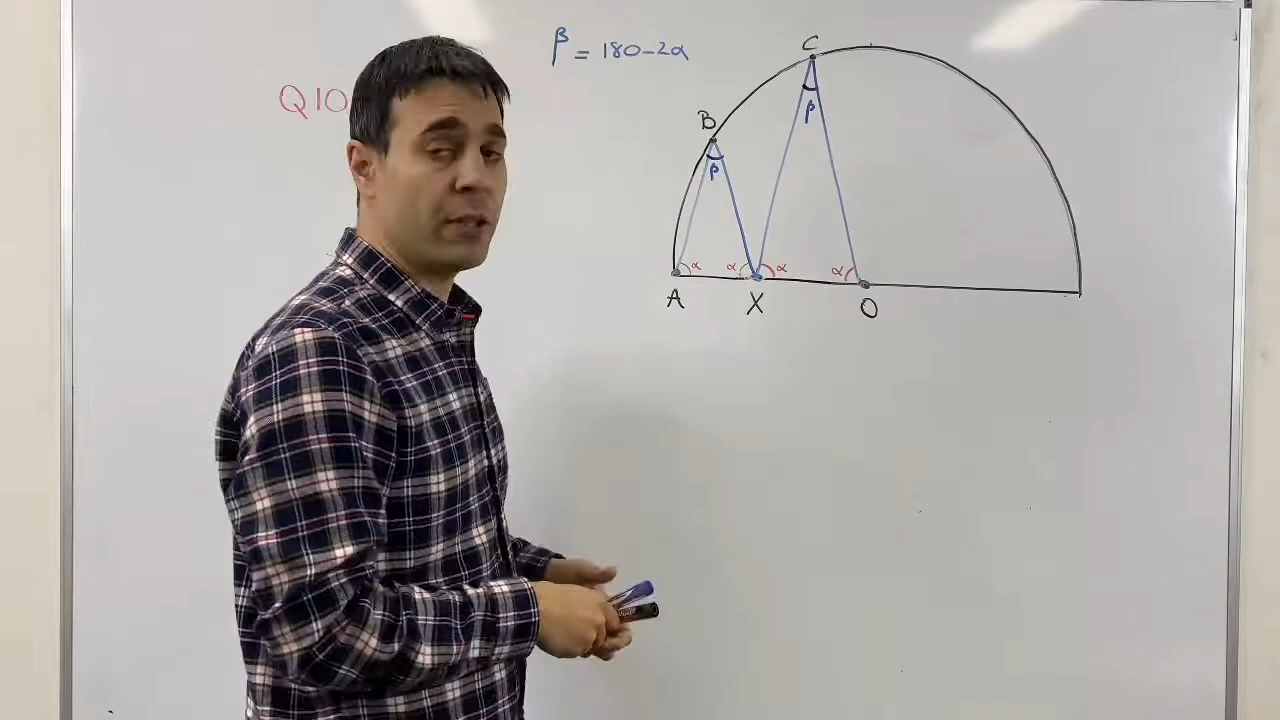 Q10
β = 180-2α
C
β
B
β
α α α α
A X O